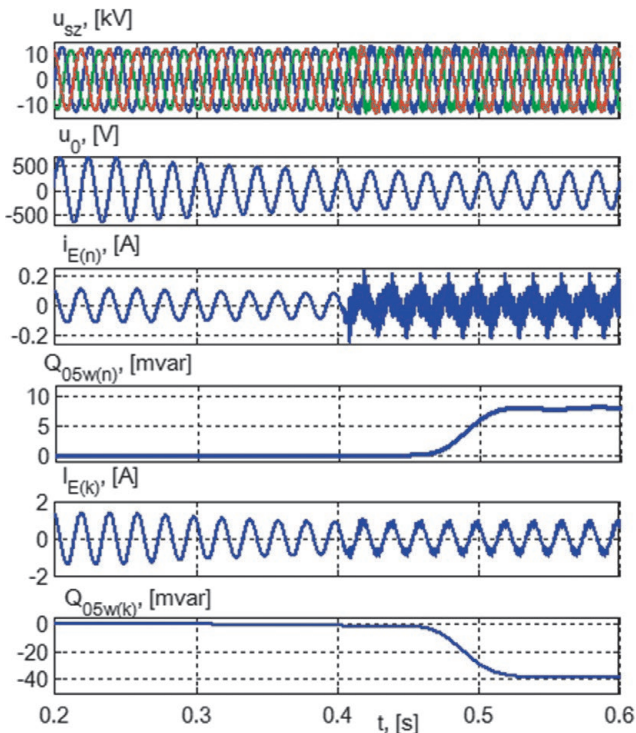 u_sz, [kV]
10
0
-10
u_0, [V]
500
0
-500
i_E(n), [A]
0.2
0
-0.2
Q_05w(n), [mvar]
10
5
0
I_E(k), [A]
2
0
-2
Q_05w(k), [mvar]
0
-20
-40
0.2 0.3 0.4 0.5 0.6
t, [s]